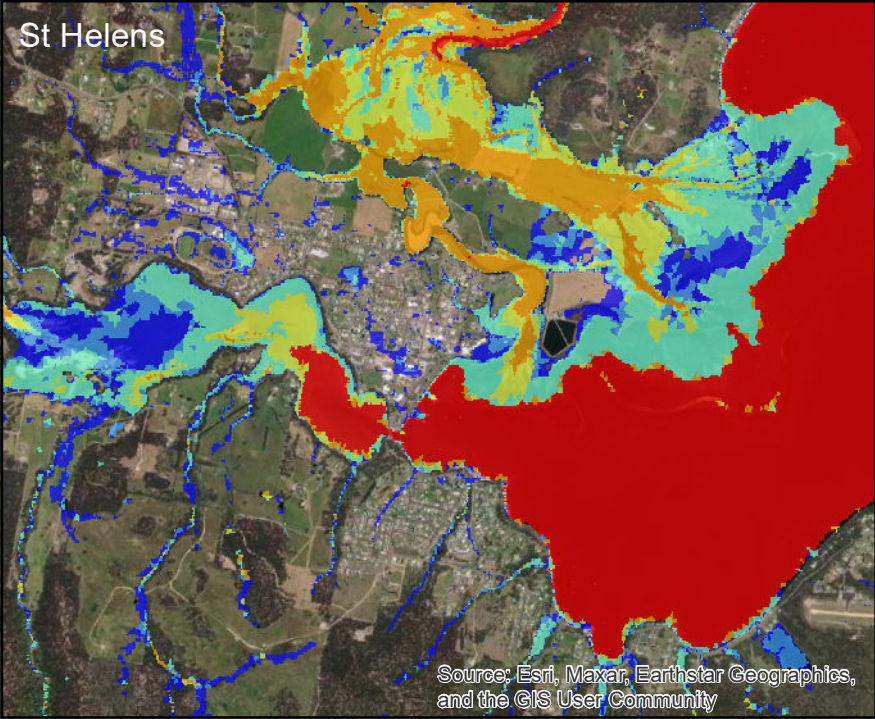 St Helens
Source: Esri, Maxar, Earthstar Geographics,
and the GIS User Community